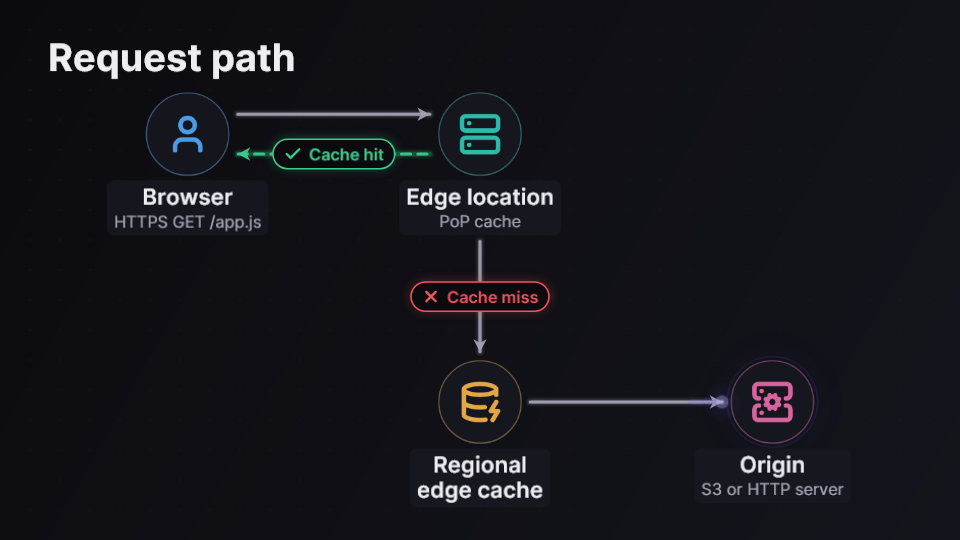 Request path
Cache hit
Browser
HTTPS GET /app.js
Edge location
PoP cache
Cache miss
Regional
edge cache
Origin
S3 or HTTP server